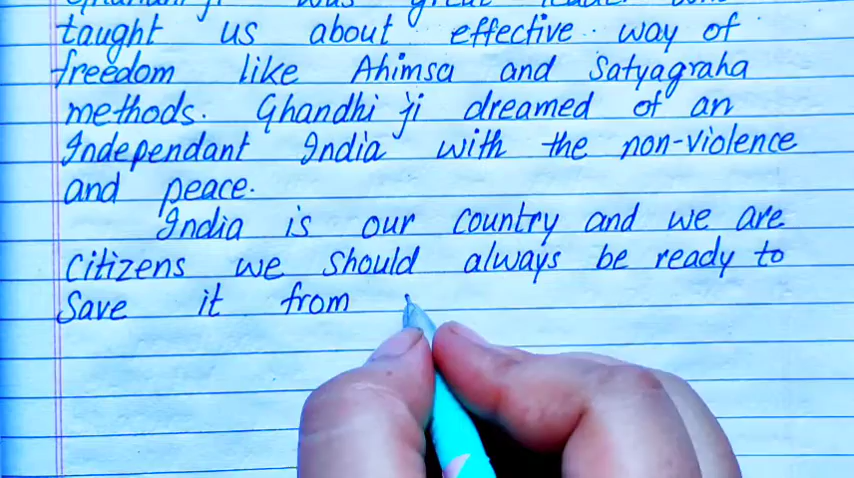 taught us about effective way of
freedom like Ahimsa and Satyagraha
methods. Ghandhi ji dreamed of an
Independant India with the non-violence
and peace.
India is our country and we are
Citizens we should always be ready to
Save it from